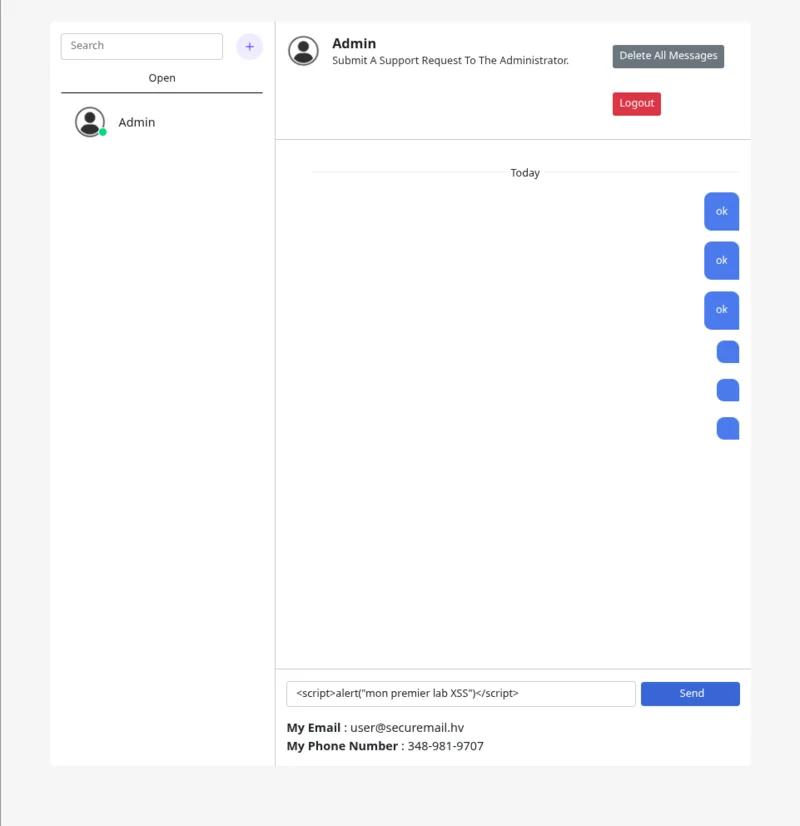 Search
+
Open
Admin
Admin
Submit A Support Request To The Administrator.
Delete All Messages
Logout
Today
ok
ok
ok
<script>alert("mon premier lab XSS")</script>
Send
My Email : user@securemail.hv
My Phone Number : 348-981-9707